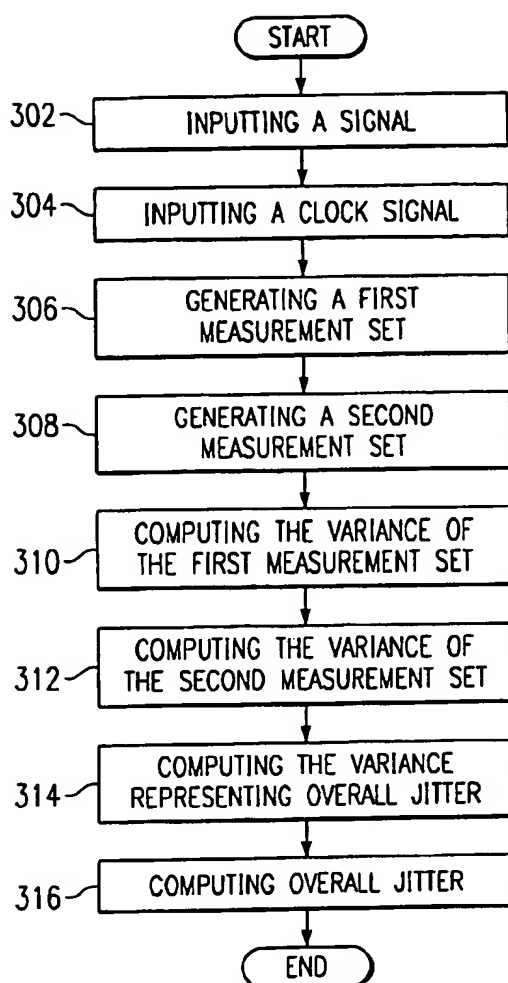 START
302
INPUTTING A SIGNAL
304
INPUTTING A CLOCK SIGNAL
306
GENERATING A FIRST
MEASUREMENT SET
308
GENERATING A SECOND
MEASUREMENT SET
310
COMPUTING THE VARIANCE OF
THE FIRST MEASUREMENT SET
312
COMPUTING THE VARIANCE OF
THE SECOND MEASUREMENT SET
314
COMPUTING THE VARIANCE
REPRESENTING OVERALL JITTER
316
COMPUTING OVERALL JITTER
END